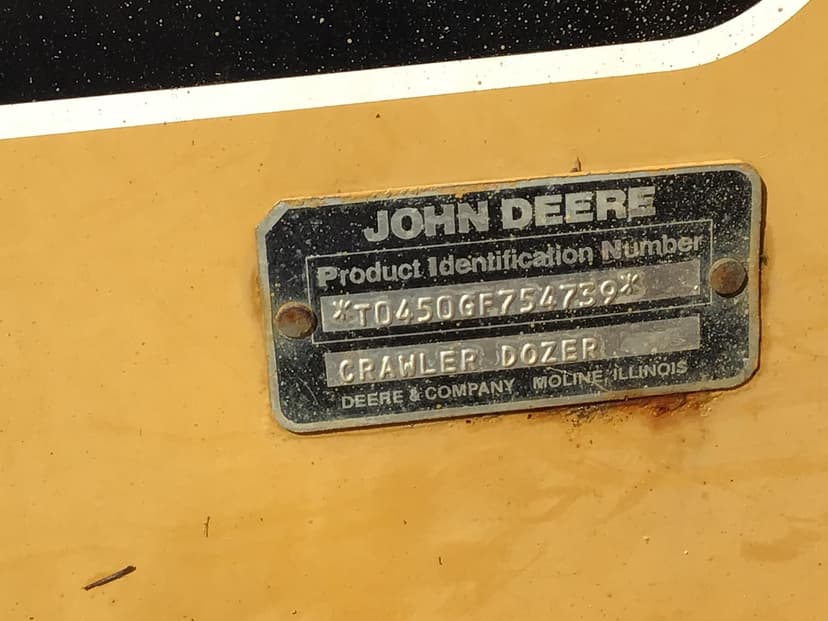 JOHN DEERE
Product Identification Number
*T0450GF754739*
CRAWLER DOZER
DEERE & COMPANY MOLINE, ILLINOIS